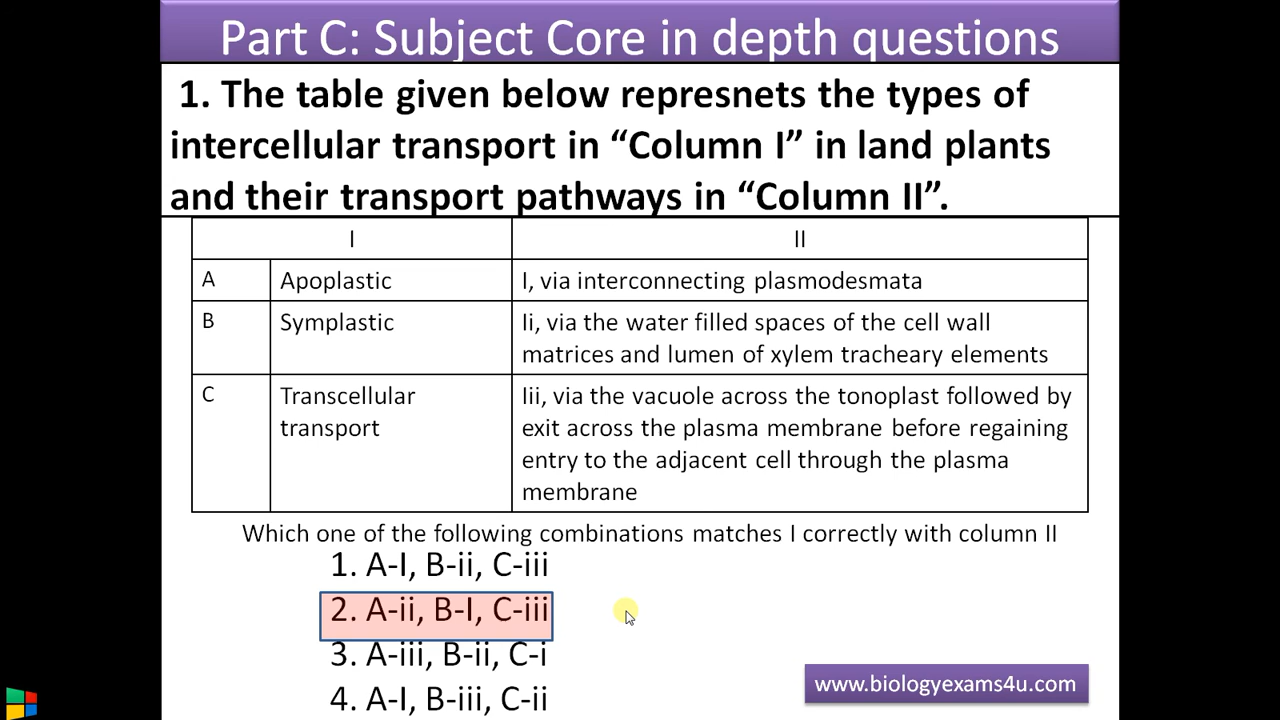 Part C: Subject Core in depth questions
1. The table given below represnets the types of
intercellular transport in “Column I” in land plants
and their transport pathways in “Column II”.
I II
A Apoplastic I, via interconnecting plasmodesmata
B Symplastic Ii, via the water filled spaces of the cell wall
matrices and lumen of xylem tracheary elements
C Transcellular Iii, via the vacuole across the tonoplast followed by
transport exit across the plasma membrane before regaining
entry to the adjacent cell through the plasma
membrane
Which one of the following combinations matches I correctly with column II
1. A-I, B-ii, C-iii
2. A-ii, B-I, C-iii
3. A-iii, B-ii, C-i
4. A-I, B-iii, C-ii
www.biologyexams4u.com